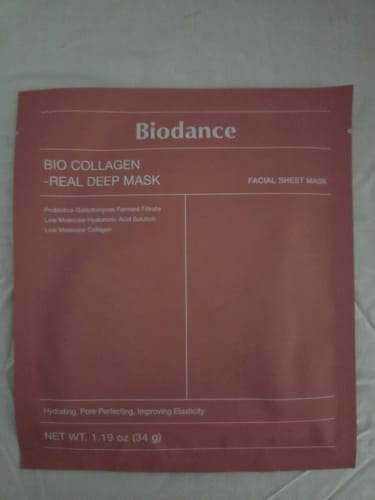 Biodance
BIO COLLAGEN
-REAL DEEP MASK
FACIAL SHEET MASK
Probiotics-Galactomyces Ferment Filtrate
Low Molecular Hyaluronic Acid Solution
Low Molecular Collagen
Hydrating, Pore Perfecting, Improving Elasticity
NET WT. 1.19 oz (34 g)